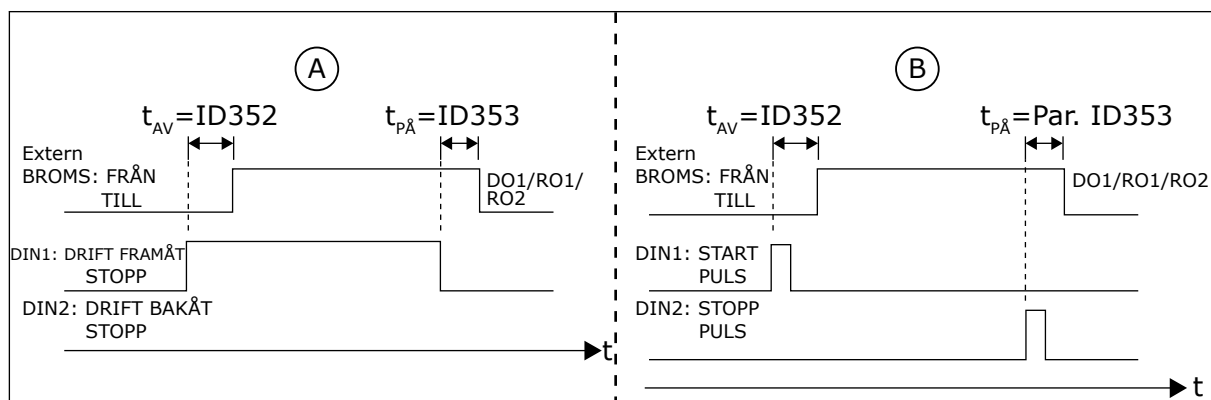 A
t_AV=ID352
t_PÅ=ID353
Extern
BROMS: FRÅN
TILL
DO1/RO1/
RO2
DIN1: DRIFT FRAMÅT
STOPP
DIN2: DRIFT BAKÅT
STOPP
t
B
t_AV=ID352
t_PÅ=Par. ID353
Extern
BROMS: FRÅN
TILL
DO1/RO1/RO2
DIN1: START
PULS
DIN2: STOPP
PULS
t